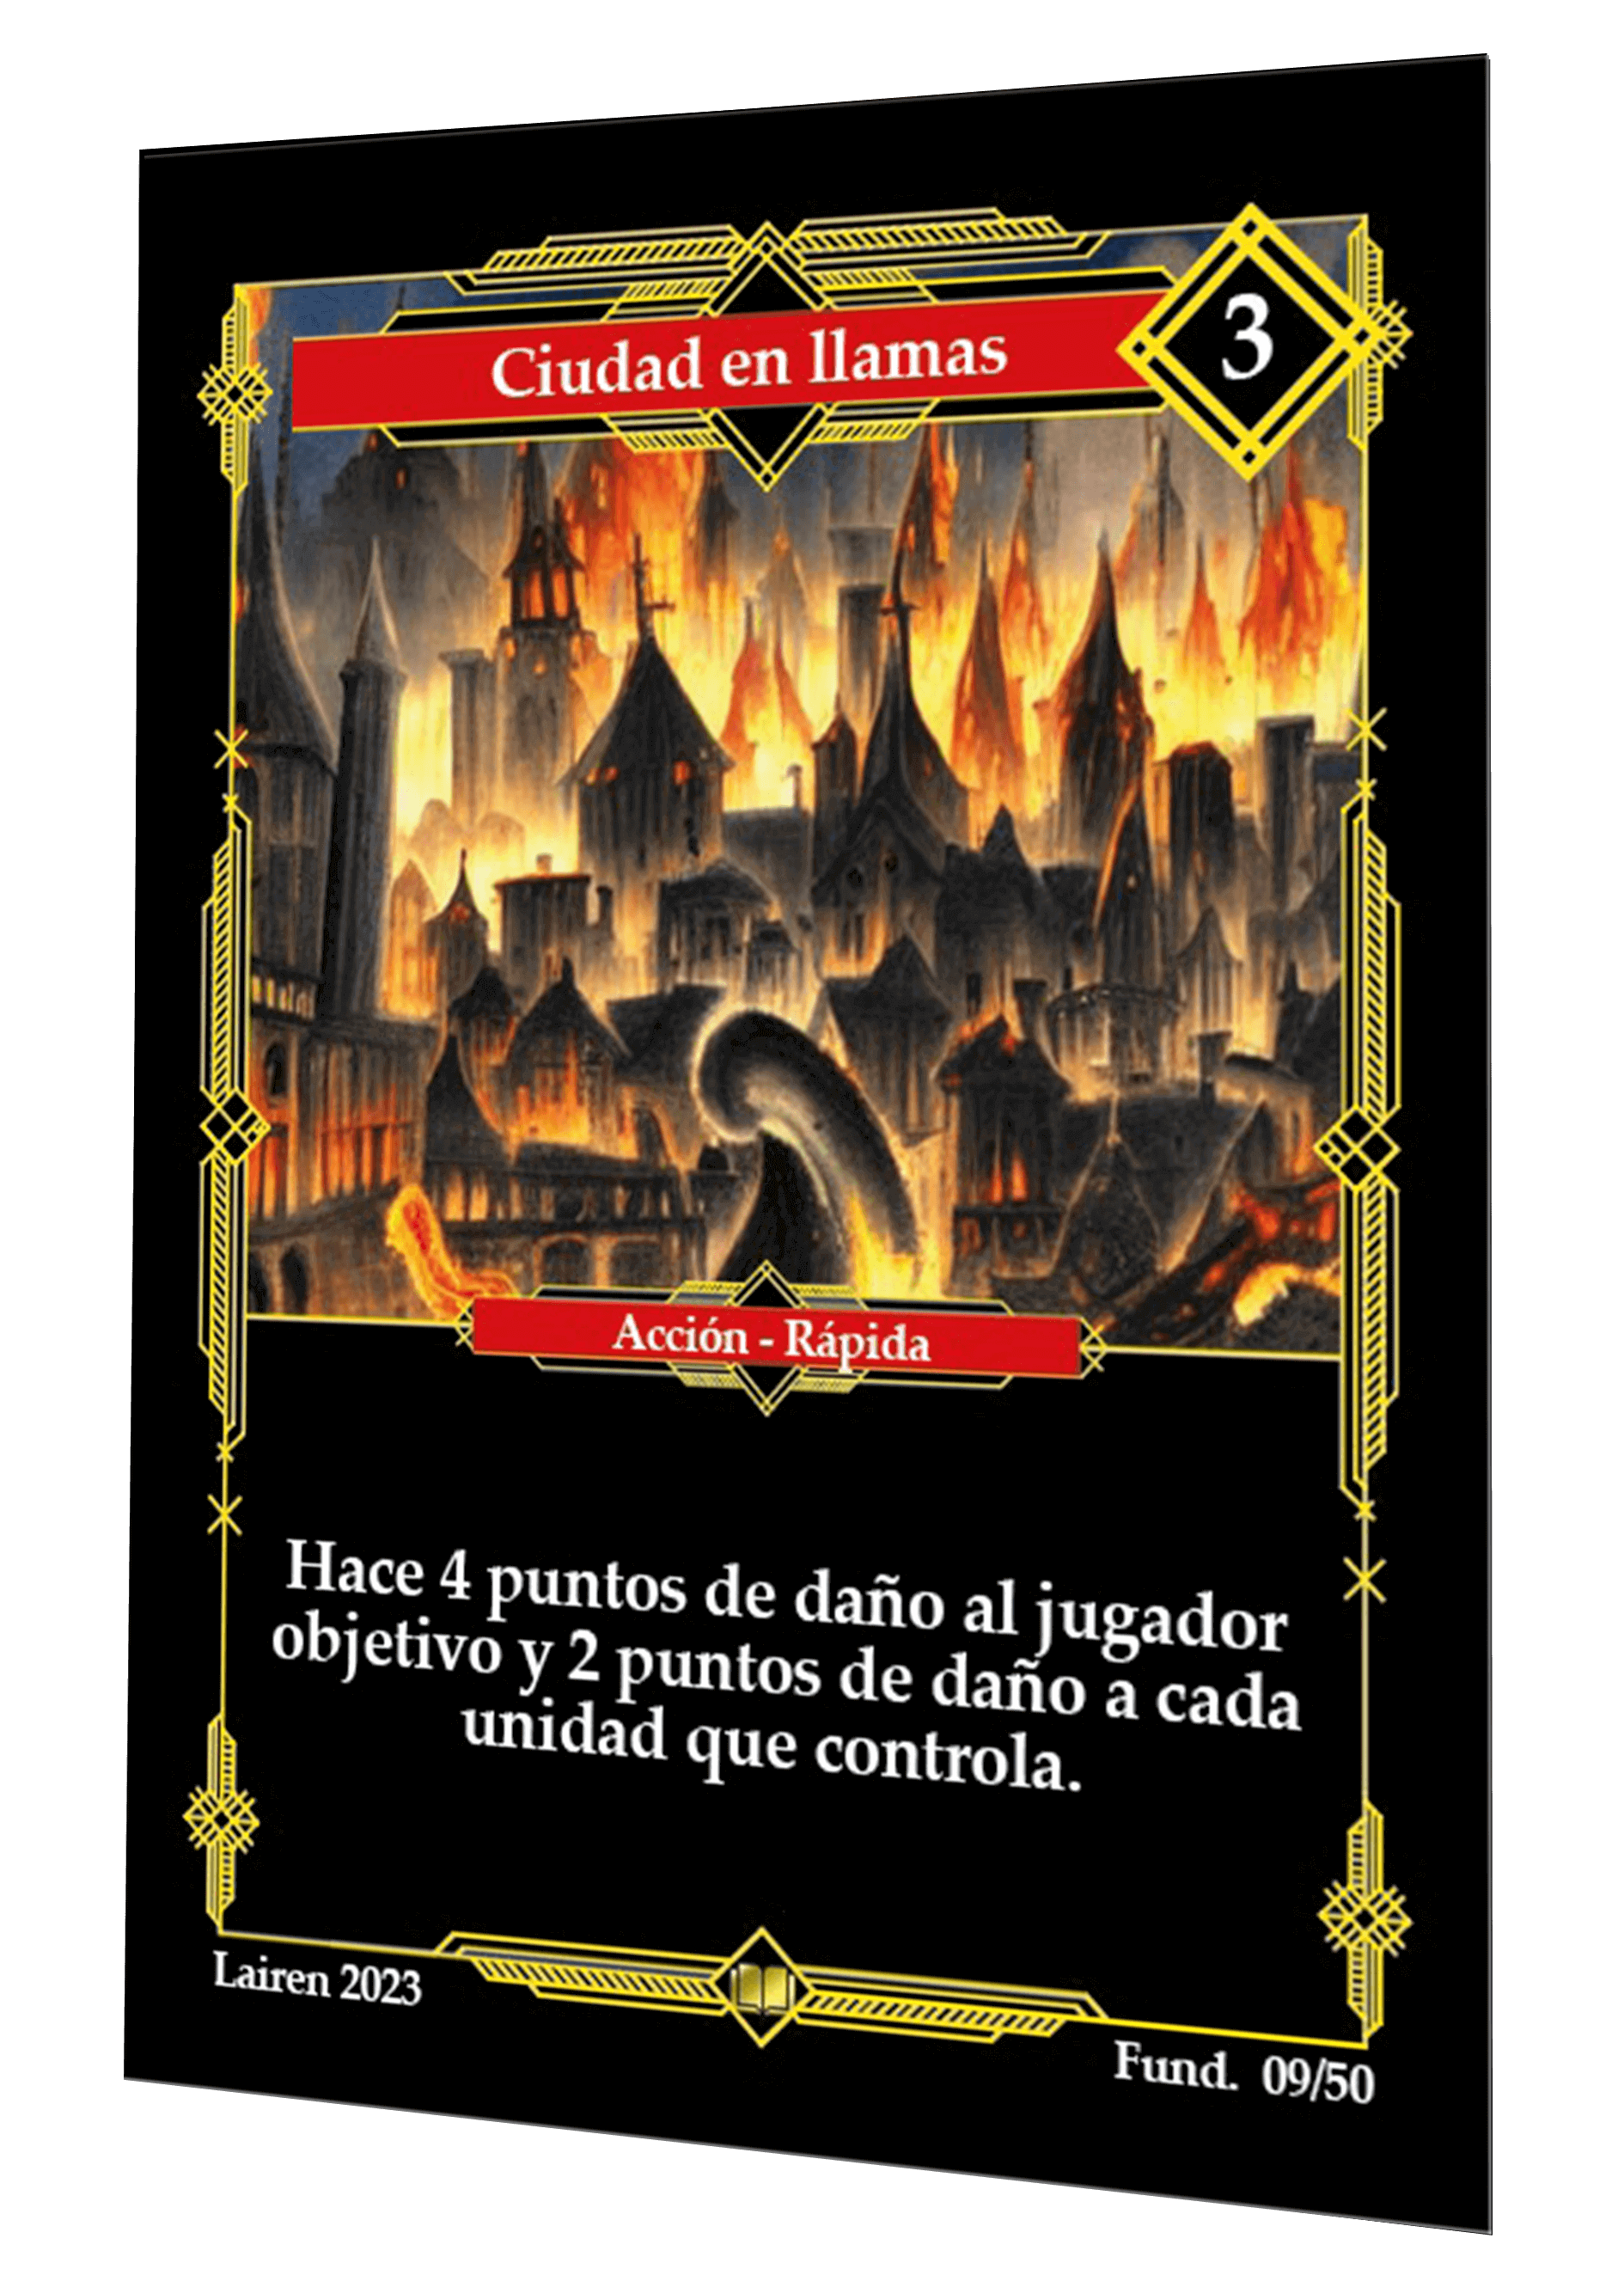 Ciudad en llamas
3
Acción - Rápida
Hace 4 puntos de daño al jugador
objetivo y 2 puntos de daño a cada
unidad que controla.
Lairen 2023
Fund. 09/50